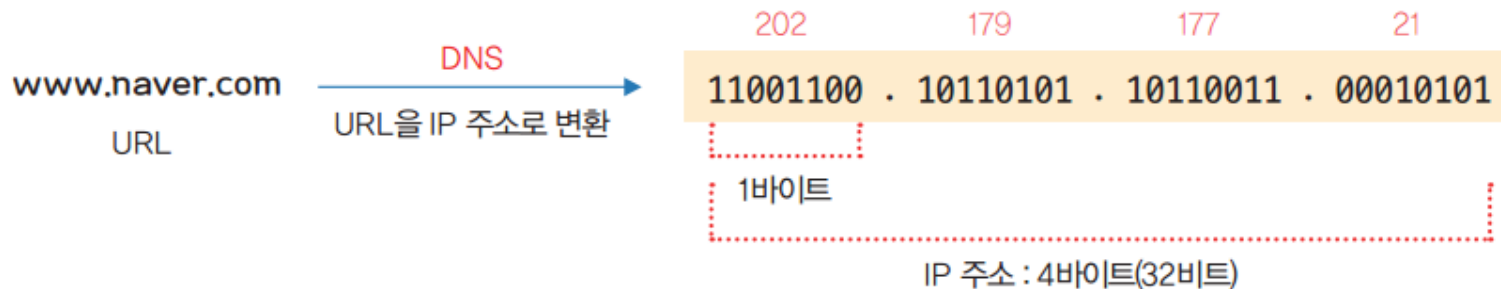 202 179 177 21
DNS
www.naver.com
11001100 . 10110101 . 10110011 . 00010101
URL을 IP 주소로 변환
URL
1바이트
IP 주소 : 4바이트(32비트)